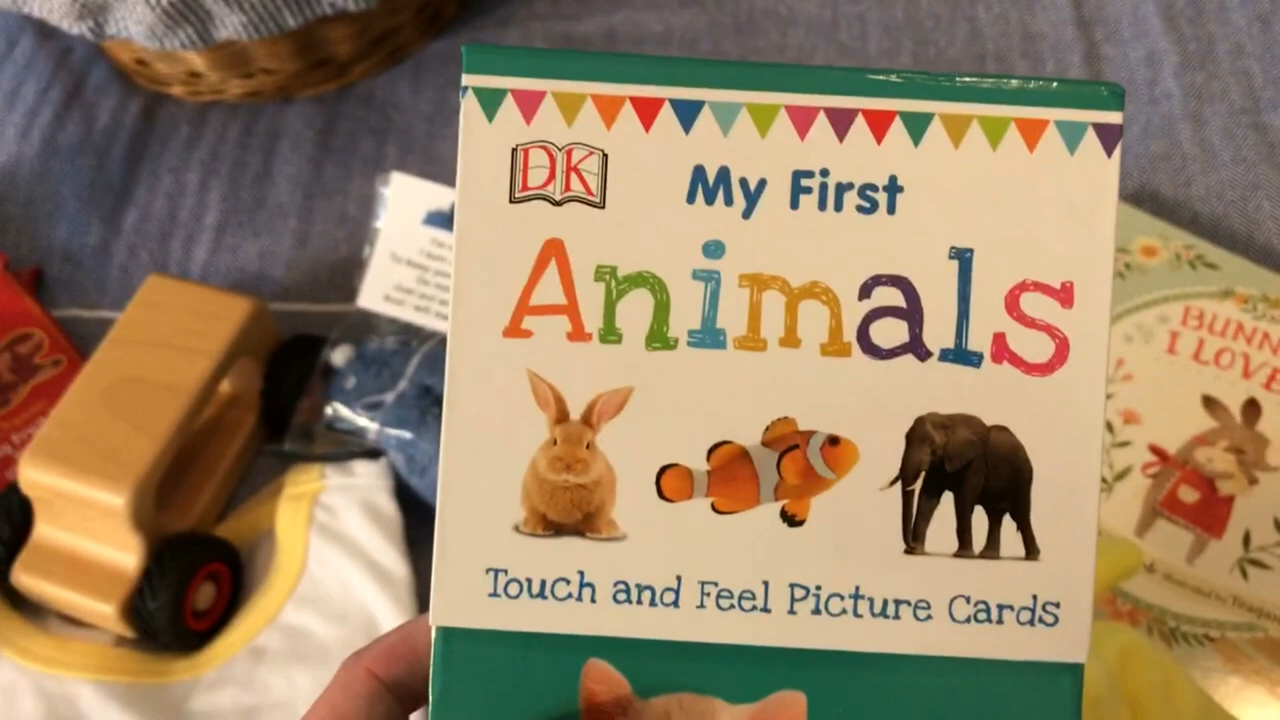 DK
My First
Animals
Touch and Feel Picture Cards
BUNN
I LOVE